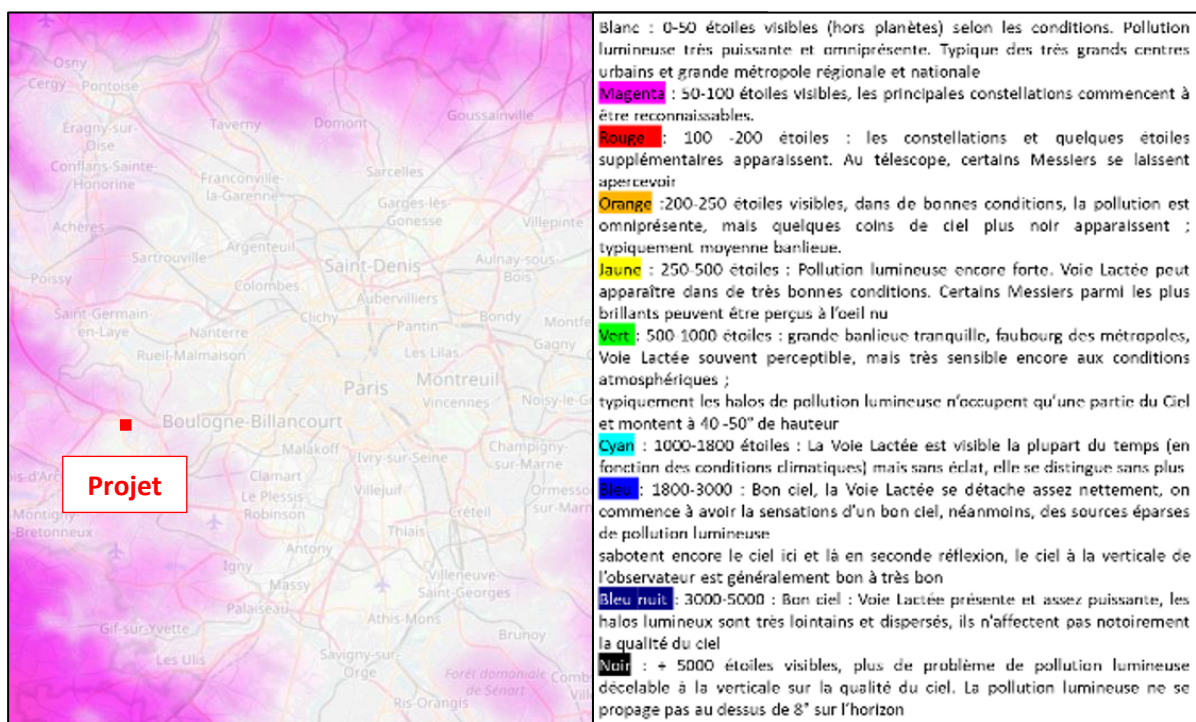 Osny
Cergy
Pontoise
Goussainville
Taverny
Domont
Éragny-sur-
Oise
Conflans-Sainte-
Honorine
Franconville-
la-Garenne
Sarcelles
Garges-lès-
Gonesse
Villepinte
Achères
Sartrouville
Argenteuil
Saint-Denis
Aulnay-sous-
Bois
Poissy
Colombes
Aubervilliers
Saint-Germain-
en-Laye
Nanterre
Clichy
Pantin
Bondy
Montfe
Rueil-Malmaison
Les Lilas
Gagny
Paris
Montreuil
Vincennes
Noisy-le-G
Boulogne-Billancourt
Malakoff
Ivry-sur-Seine
Champigny-
sur-Marne
ois-d'Arc
Projet
Clamart
Villejuif
Le Plessis-
Robinson
Créteil
Ormesso
sur-Marn
Montigny-
-Bretonneux
Thiais
Antony
Igny
Massy
Villeneuve-
Saint-Georges
Palaiseau
Athis-Mons
Gif-sur-Yvette
Brunoy
Les Ulis
Savigny-sur-
Orge
Forêt domaniale
de Sénart
Combs
Ville
Ris-Orangis
Blanc : 0-50 étoiles visibles (hors planètes) selon les conditions. Pollution
lumineuse très puissante et omniprésente. Typique des très grands centres
urbains et grande métropole régionale et nationale
Magenta : 50-100 étoiles visibles, les principales constellations commencent à
être reconnaissables.
Rouge : 100 -200 étoiles : les constellations et quelques étoiles
supplémentaires apparaissent. Au télescope, certains Messiers se laissent
apercevoir
Orange :200-250 étoiles visibles, dans de bonnes conditions, la pollution est
omniprésente, mais quelques coins de ciel plus noir apparaissent ;
typiquement moyenne banlieue.
Jaune : 250-500 étoiles : Pollution lumineuse encore forte. Voie Lactée peut
apparaître dans de très bonnes conditions. Certains Messiers parmi les plus
brillants peuvent être perçus à l'oeil nu
Vert : 500-1000 étoiles : grande banlieue tranquille, faubourg des métropoles,
Voie Lactée souvent perceptible, mais très sensible encore aux conditions
atmosphériques ;
typiquement les halos de pollution lumineuse n'occupent qu'une partie du Ciel
et montent à 40 -50° de hauteur
Cyan : 1000-1800 étoiles : La Voie Lactée est visible la plupart du temps (en
fonction des conditions climatiques) mais sans éclat, elle se distingue sans plus
Bleu : 1800-3000 : Bon ciel, la Voie Lactée se détache assez nettement, on
commence à avoir la sensations d'un bon ciel, néanmoins, des sources éparses
de pollution lumineuse
sabotent encore le ciel ici et là en seconde réflexion, le ciel à la verticale de
l'observateur est généralement bon à très bon
Bleu nuit : 3000-5000 : Bon ciel : Voie Lactée présente et assez puissante, les
halos lumineux sont très lointains et dispersés, ils n'affectent pas notoirement
la qualité du ciel
Noir : + 5000 étoiles visibles, plus de problème de pollution lumineuse
décelable à la verticale sur la qualité du ciel. La pollution lumineuse ne se
propage pas au dessus de 8° sur l'horizon